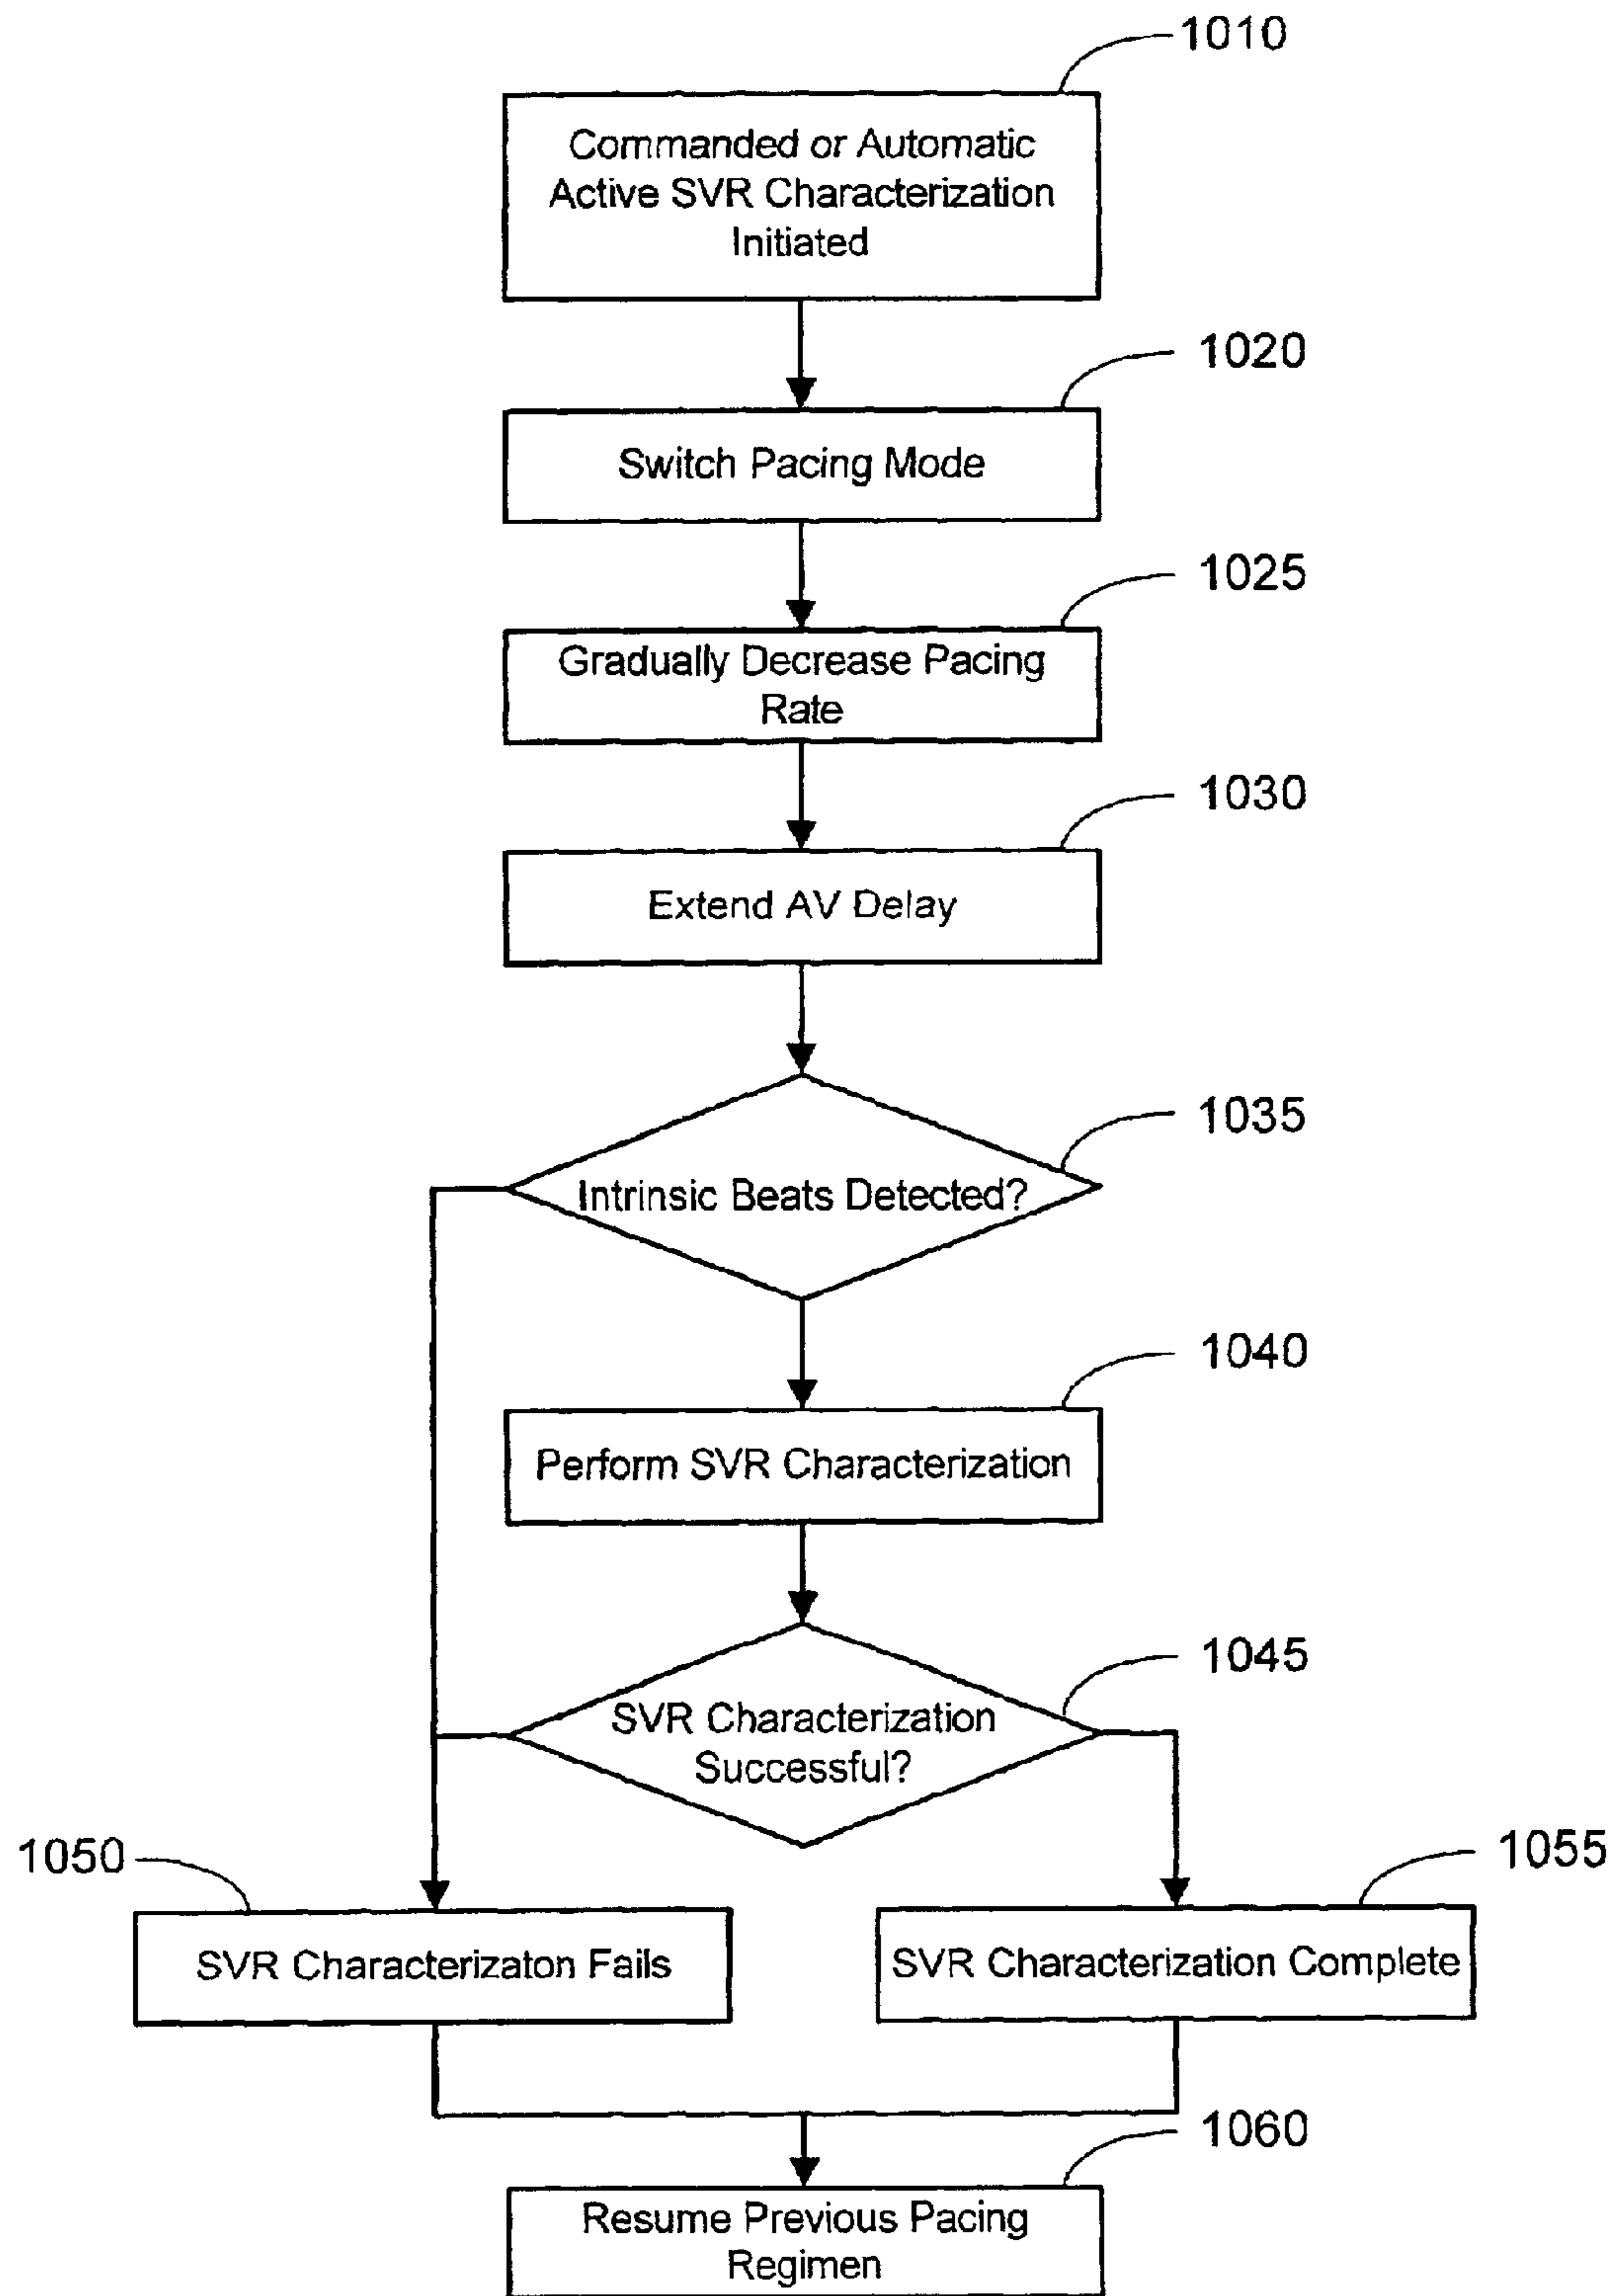 1010
Commanded or Automatic
Active SVR Characterization
Initiated
1020
Switch Pacing Mode
1025
Gradually Decrease Pacing
Rate
1030
Extend AV Delay
1035
Intrinsic Beats Detected?
1040
Perform SVR Characterization
1045
SVR Characterization
Successful?
1050
SVR Characterizaton Fails
1055
SVR Characterization Complete
1060
Resume Previous Pacing
Regimen